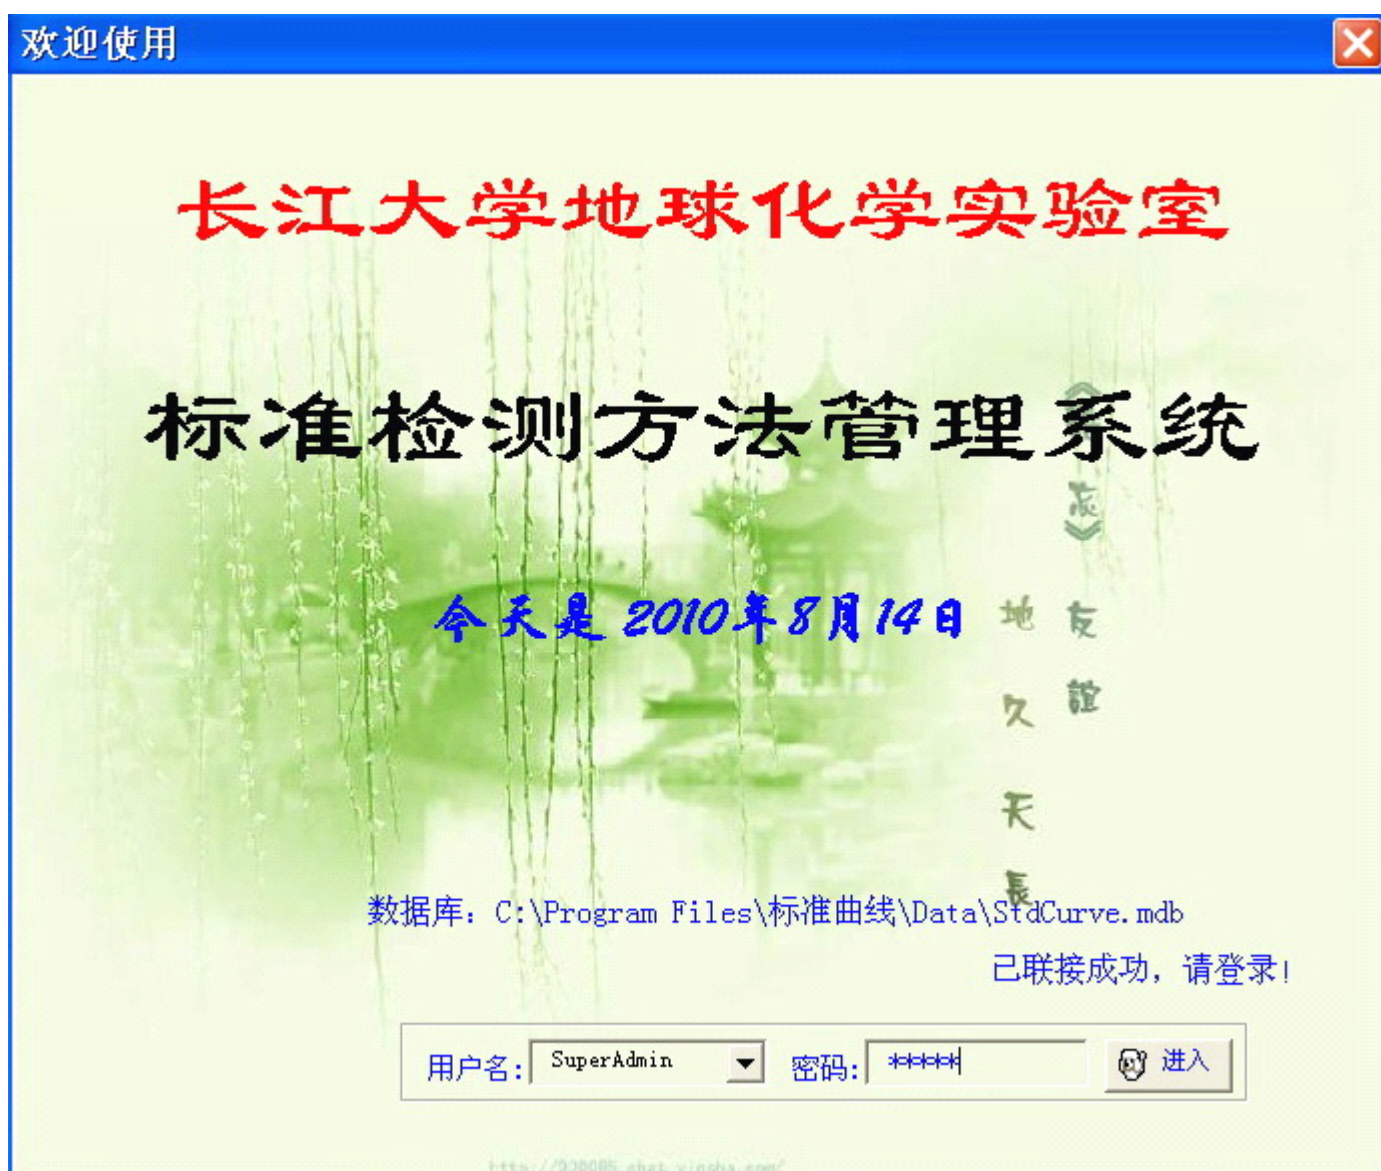 欢迎使用
长江大学地球化学实验室
标准检测方法管理系统
今天是 2010年8月14日
友誼
地久天長
数据库: C:\Program Files\标准曲线\Data\StdCurve.mdb
已联接成功, 请登录!
用户名: SuperAdmin 密码: ***** 进入